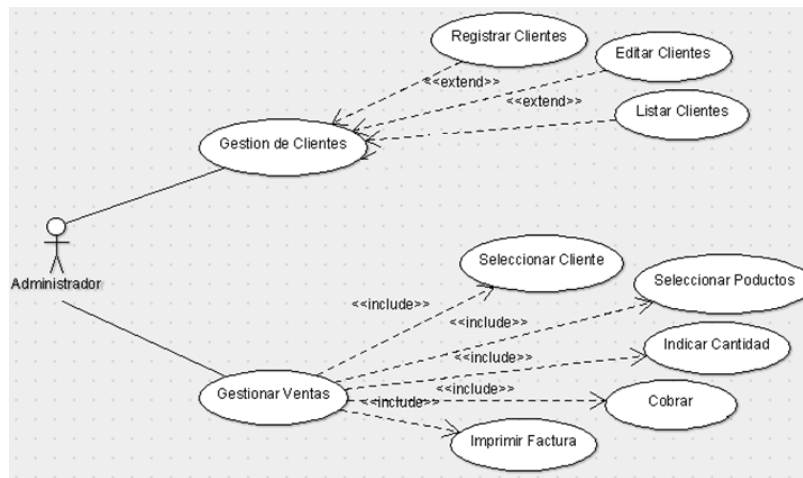 Registrar Clientes
Editar Clientes
<<extend>>
<<extend>>
Listar Clientes
Gestion de Clientes
Administrador
Seleccionar Cliente
Seleccionar Poductos
<<include>>
<<include>>
Indicar Cantidad
<<include>>
Gestionar Ventas
<<include>>
Cobrar
Imprimir Factura